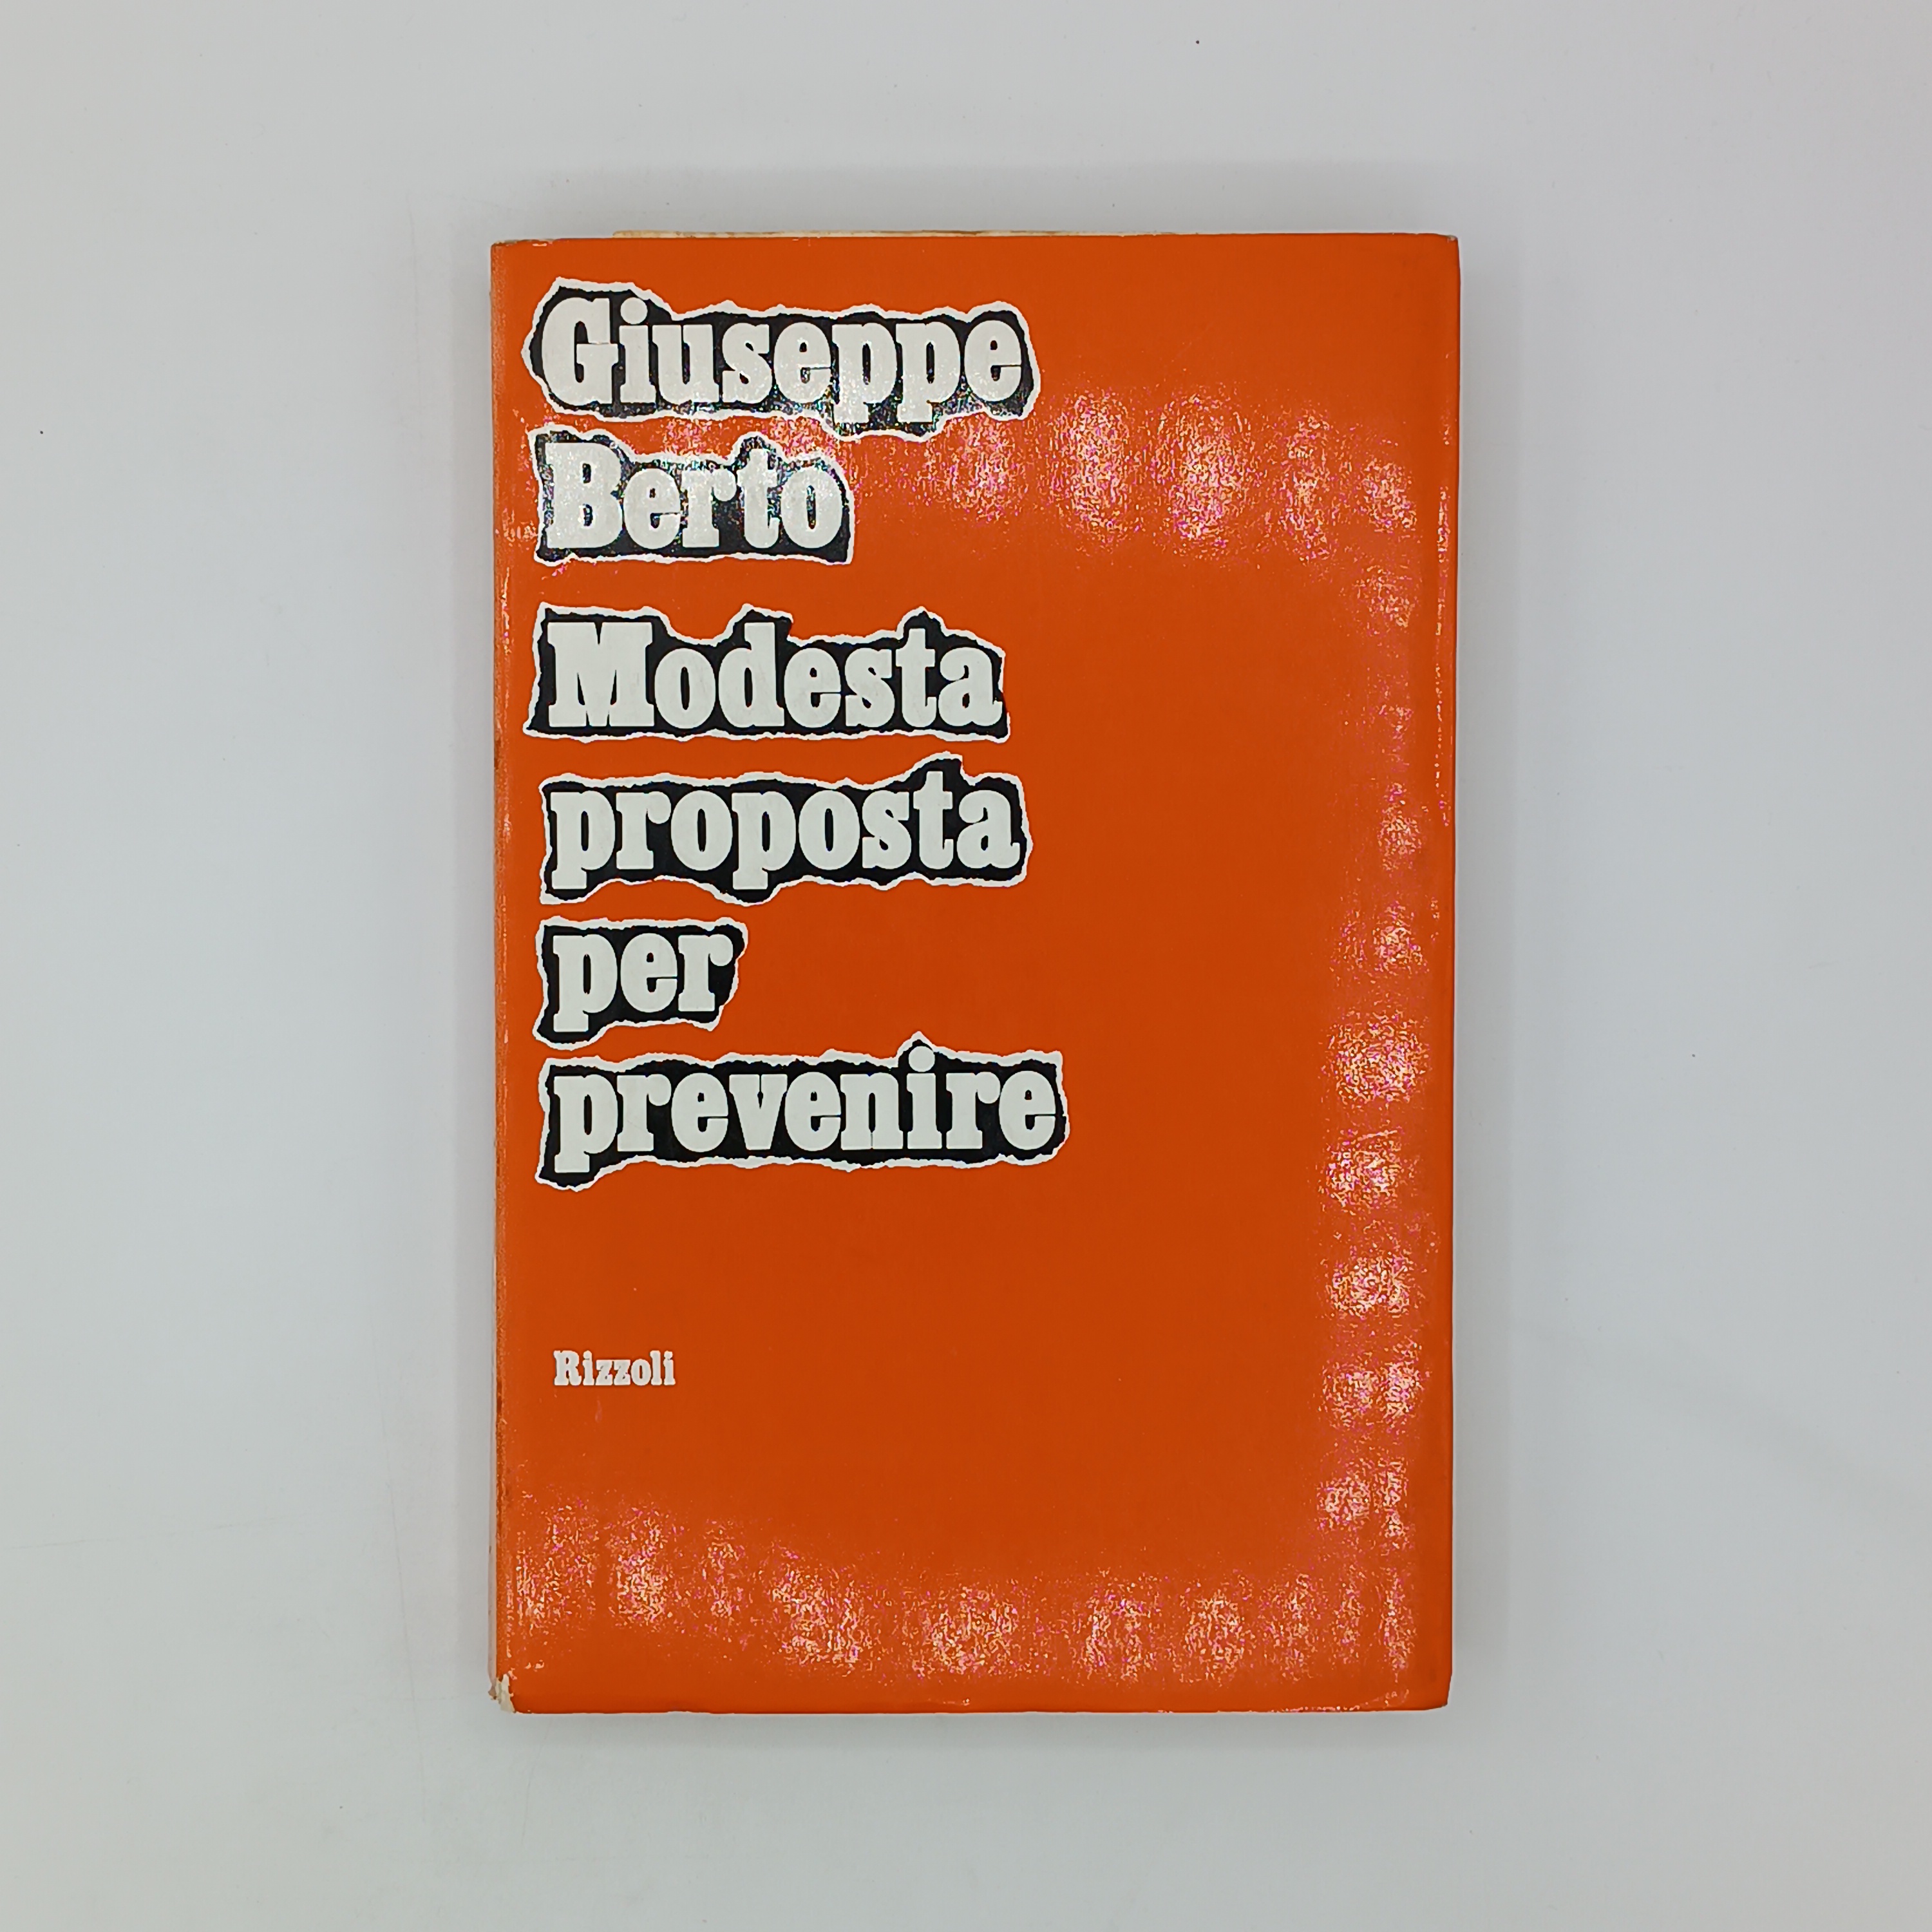 Giuseppe
Berto
Modesta
proposta
per
prevenire
Rizzoli